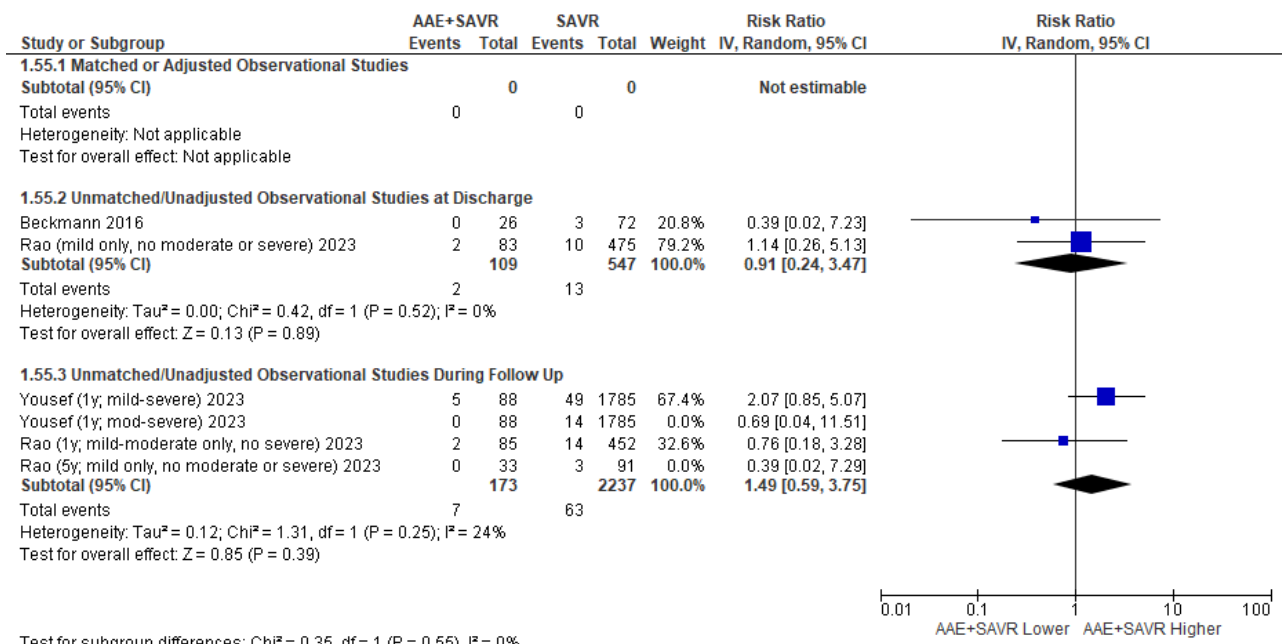 AAE+SAVR SAVR Risk Ratio Risk Ratio
Study or Subgroup Events Total Events Total Weight IV, Random, 95% CI IV, Random, 95% CI
1.55.1 Matched or Adjusted Observational Studies
Subtotal (95% CI) 0 0 Not estimable
Total events 0 0
Heterogeneity: Not applicable
Test for overall effect: Not applicable
1.55.2 Unmatched/Unadjusted Observational Studies at Discharge
Beckmann 2016 0 26 3 72 20.8% 0.39 [0.02, 7.23]
Rao (mild only, no moderate or severe) 2023 2 83 10 475 79.2% 1.14 [0.26, 5.13]
Subtotal (95% CI) 109 547 100.0% 0.91 [0.24, 3.47]
Total events 2 13
Heterogeneity: Tau² = 0.00; Chi² = 0.42, df = 1 (P = 0.52); I² = 0%
Test for overall effect: Z = 0.13 (P = 0.89)
1.55.3 Unmatched/Unadjusted Observational Studies During Follow Up
Yousef (1y; mild-severe) 2023 5 88 49 1785 67.4% 2.07 [0.85, 5.07]
Yousef (1y; mod-severe) 2023 0 88 14 1785 0.0% 0.69 [0.04, 11.51]
Rao (1y; mild-moderate only, no severe) 2023 2 85 14 452 32.6% 0.76 [0.18, 3.28]
Rao (5y; mild only, no moderate or severe) 2023 0 33 3 91 0.0% 0.39 [0.02, 7.29]
Subtotal (95% CI) 173 2237 100.0% 1.49 [0.59, 3.75]
Total events 7 63
Heterogeneity: Tau² = 0.12; Chi² = 1.31, df = 1 (P = 0.25); I² = 24%
Test for overall effect: Z = 0.85 (P = 0.39)
0.01 0.1 1 10 100
AAE+SAVR Lower AAE+SAVR Higher
Test for subgroup differences: Chi² = 0.35, df = 1 (P = 0.55), I² = 0%